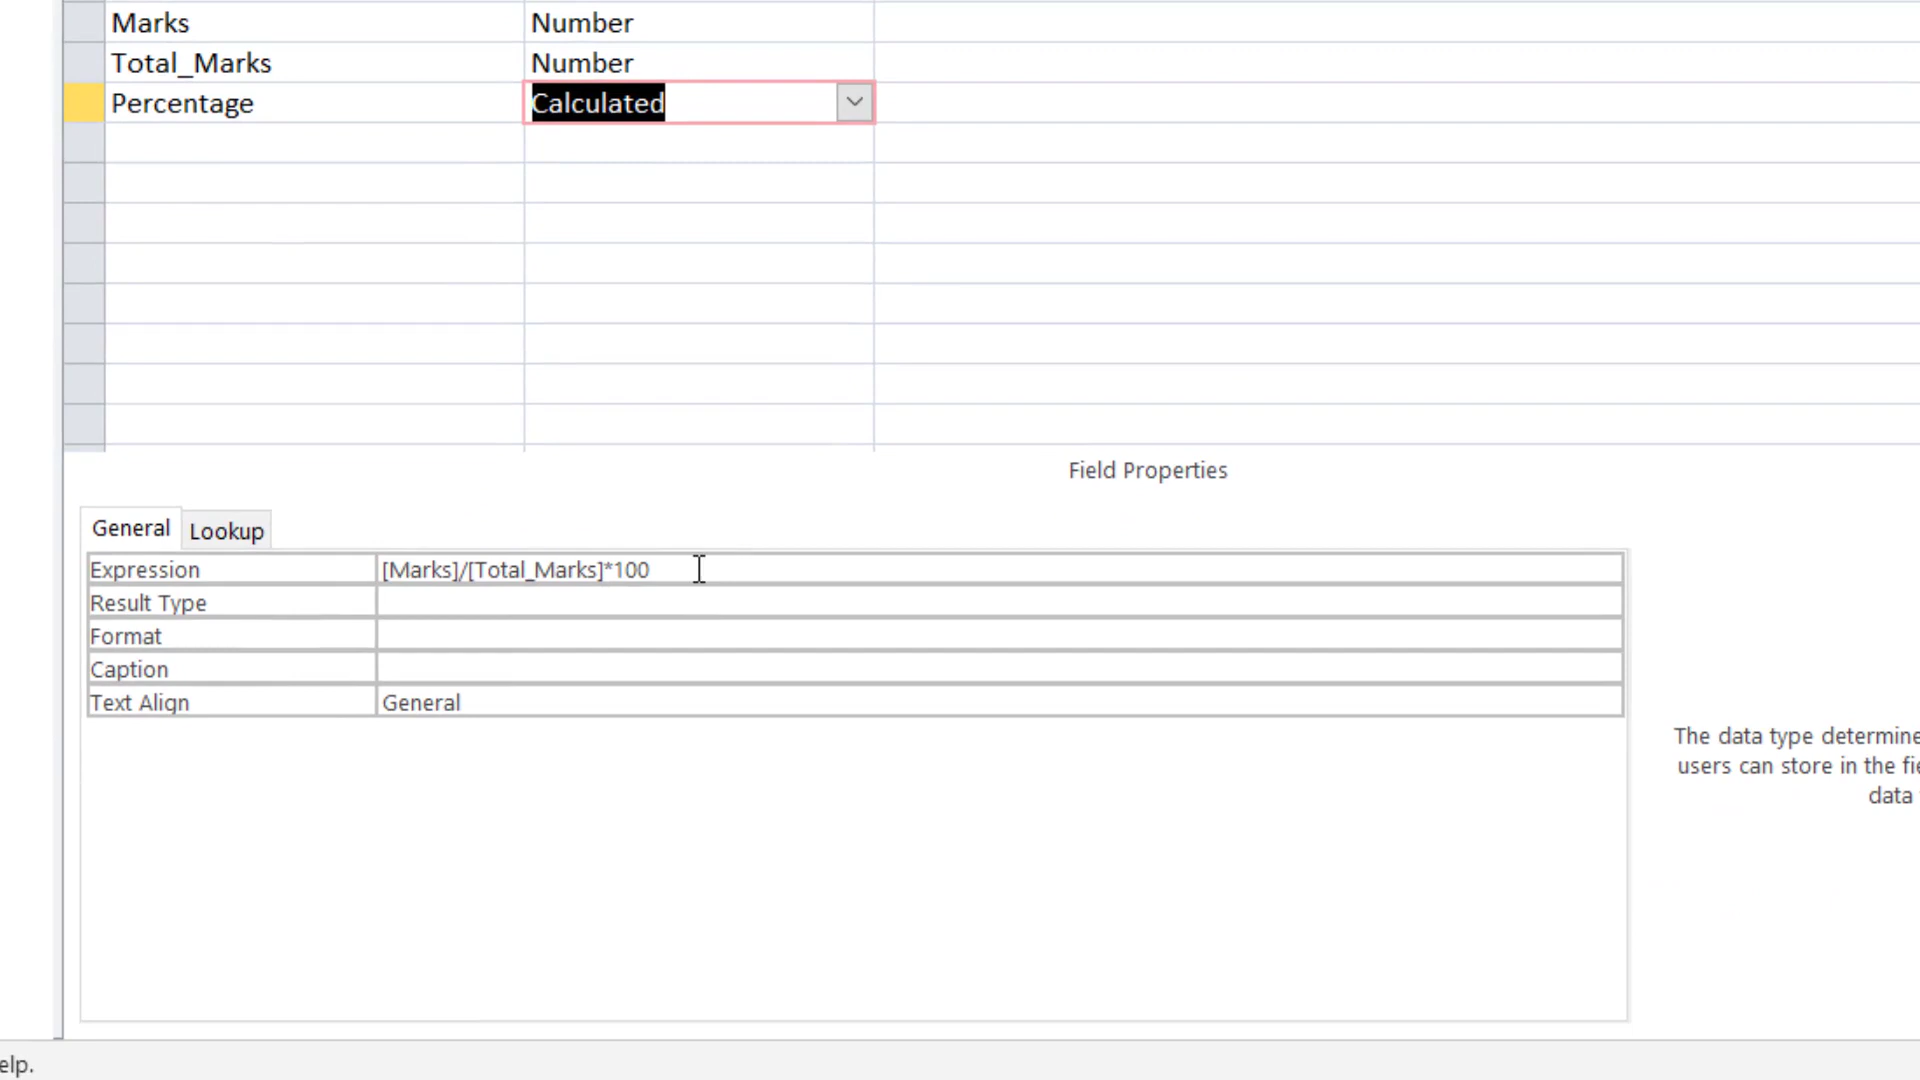 Marks Number
Total_Marks Number
Percentage Calculated
Field Properties
General Lookup
Expression [Marks]/[Total_Marks]*100
Result Type
Format
Caption
Text Align General
The data type determine
users can store in the fie
data
elp.